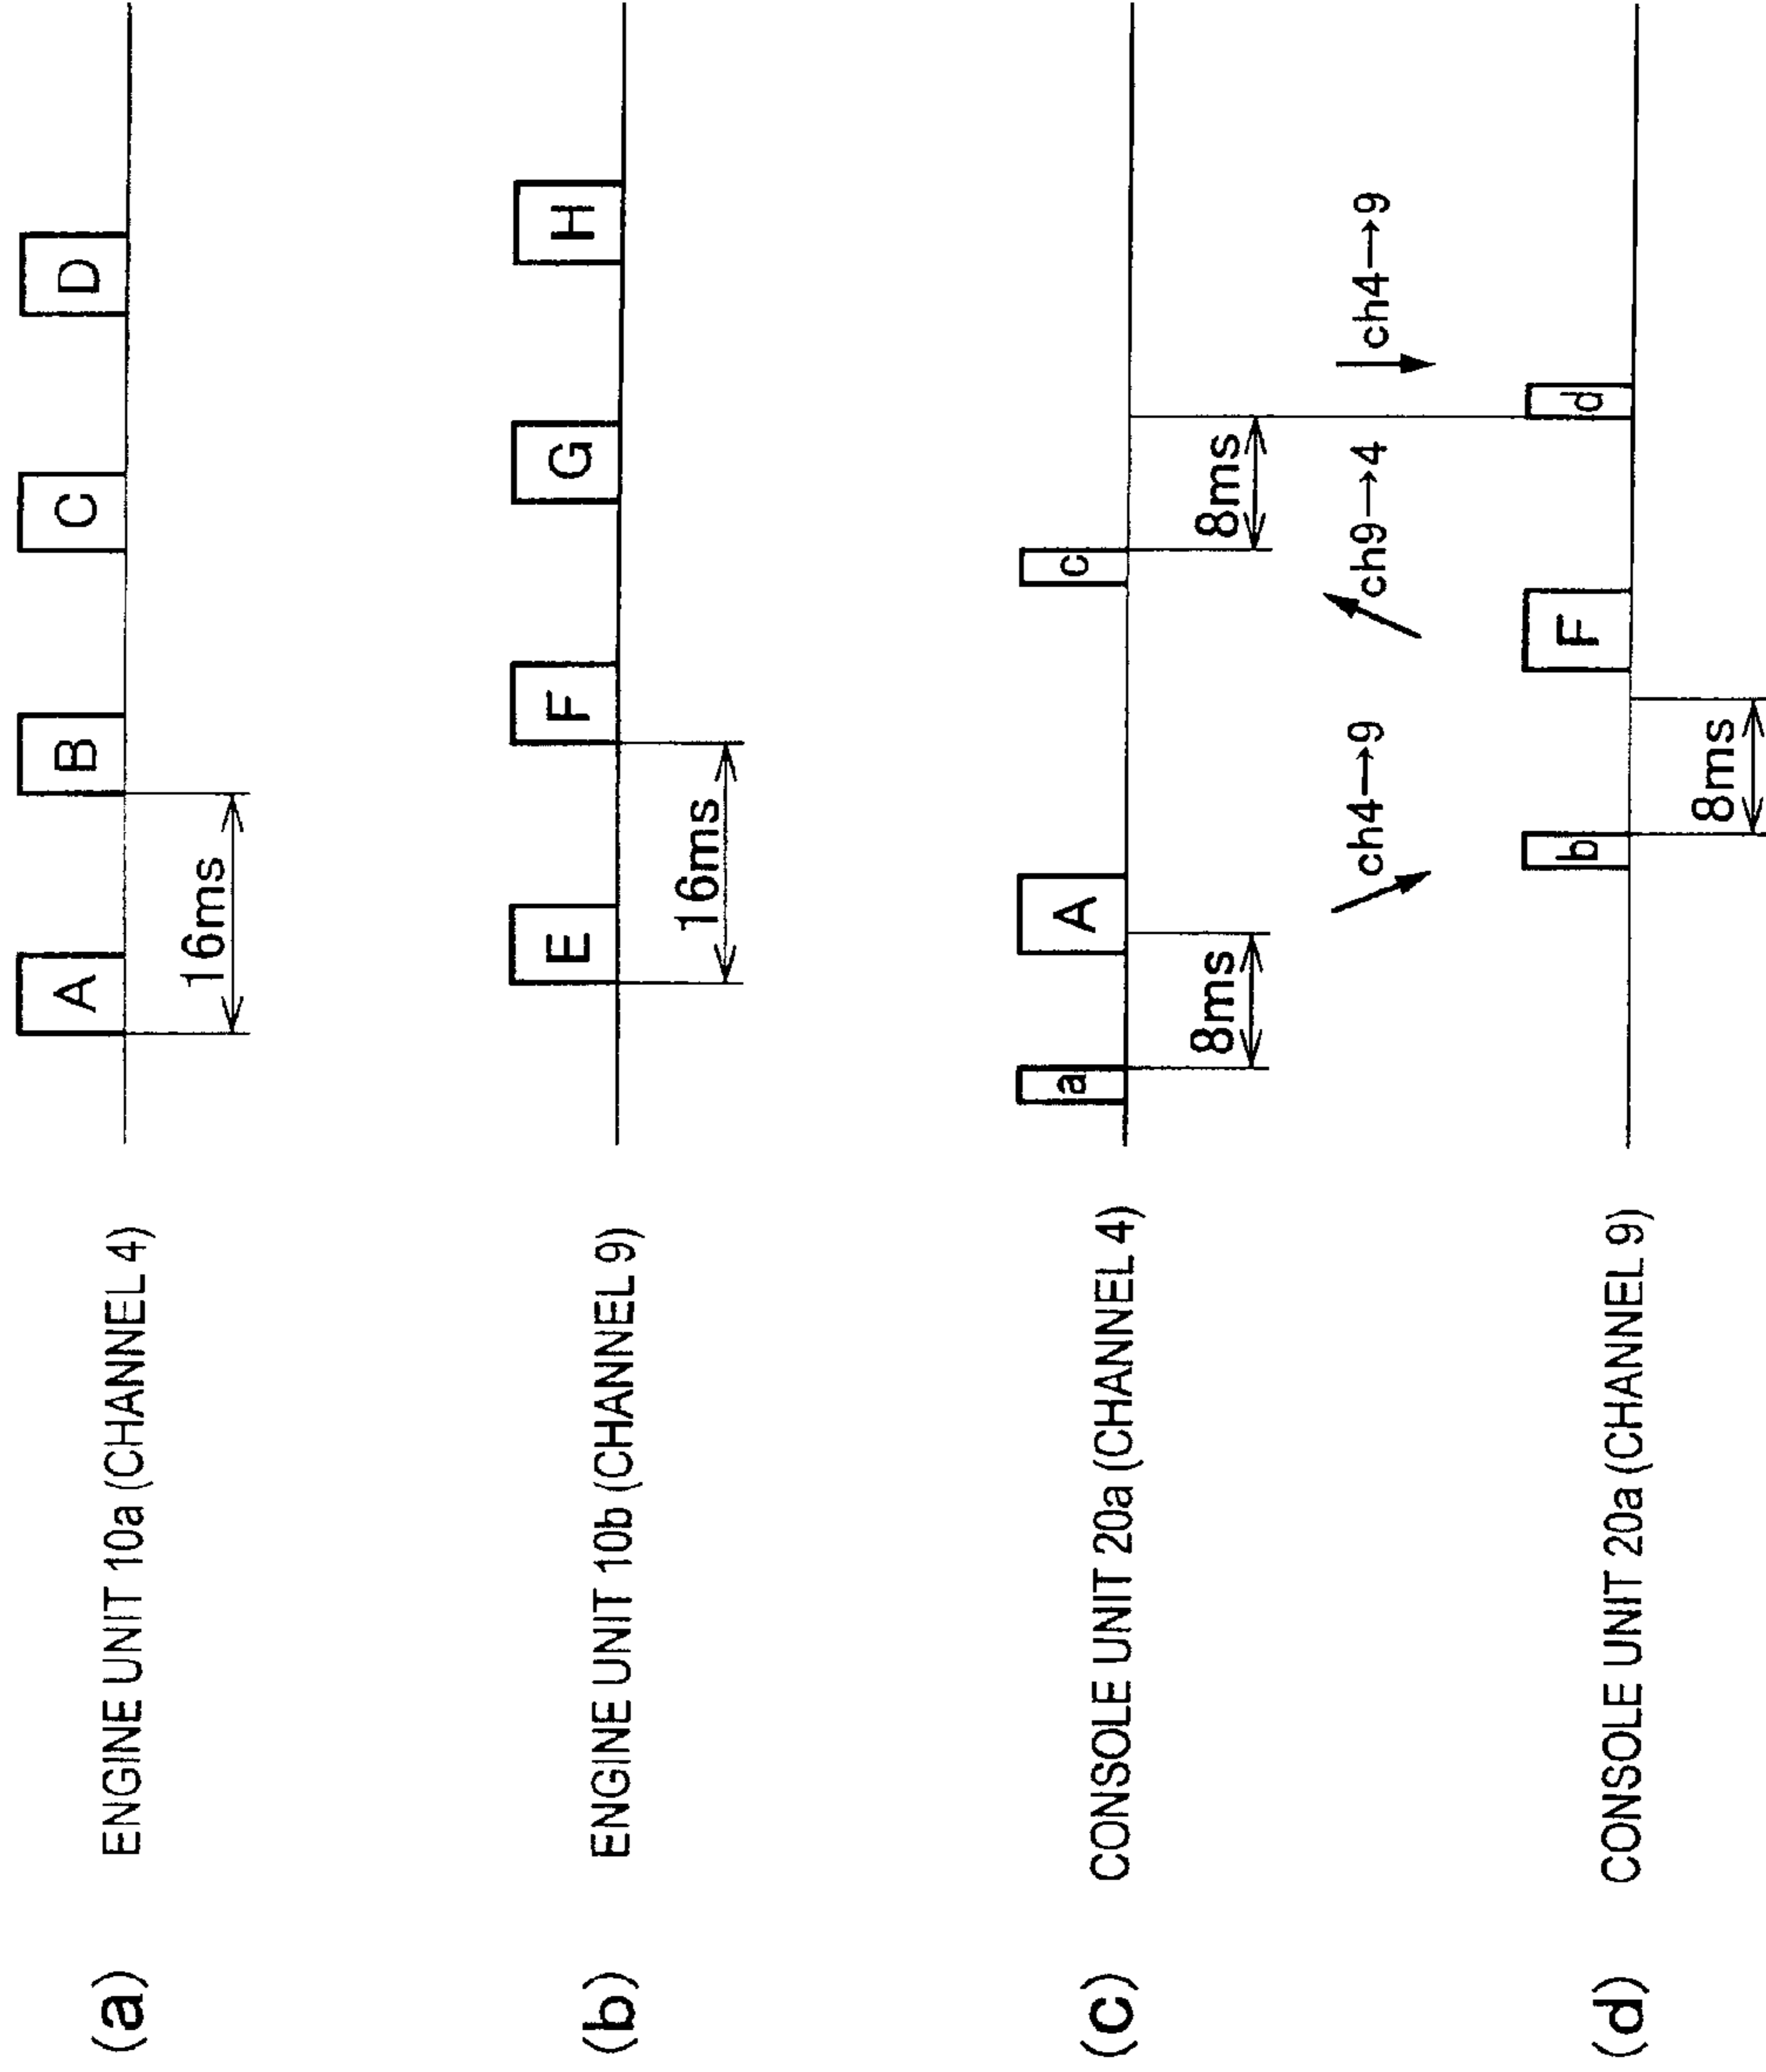 (a) ENGINE UNIT 10a (CHANNEL 4)
A B C D
16ms
(b) ENGINE UNIT 10b (CHANNEL 9)
E F G H
16ms
(c) CONSOLE UNIT 20a (CHANNEL 4)
a A c
8ms 8ms
ch4→9 ch9→4 ch4→9
(d) CONSOLE UNIT 20a (CHANNEL 9)
b F d
8ms